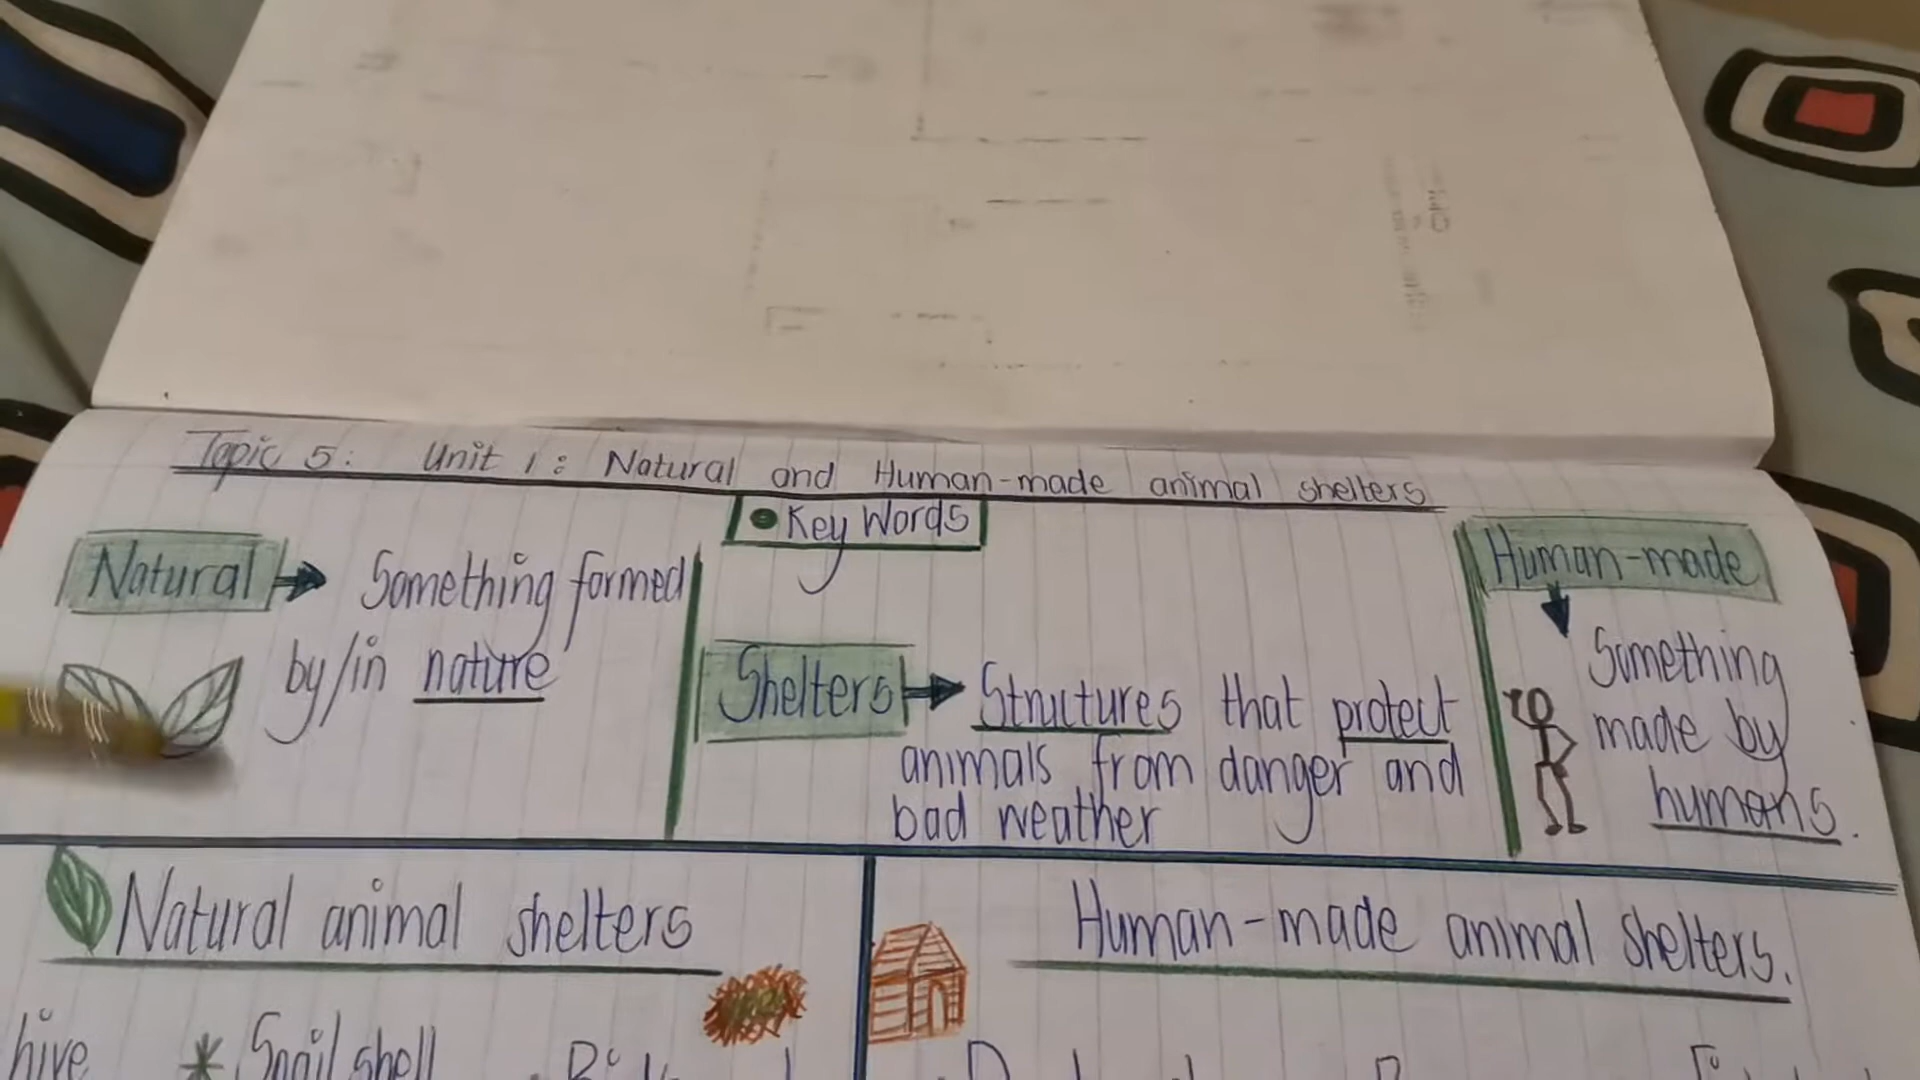 Topic 5: Unit 1: Natural and Human-made animal shelters
Key Words
Natural
Something formed
by/in nature
Shelters
Structures that protect
animals from danger and
bad weather
Human-made
Something
made by
humans.
Natural animal shelters
hive
* Snail shell
Human-made animal shelters.